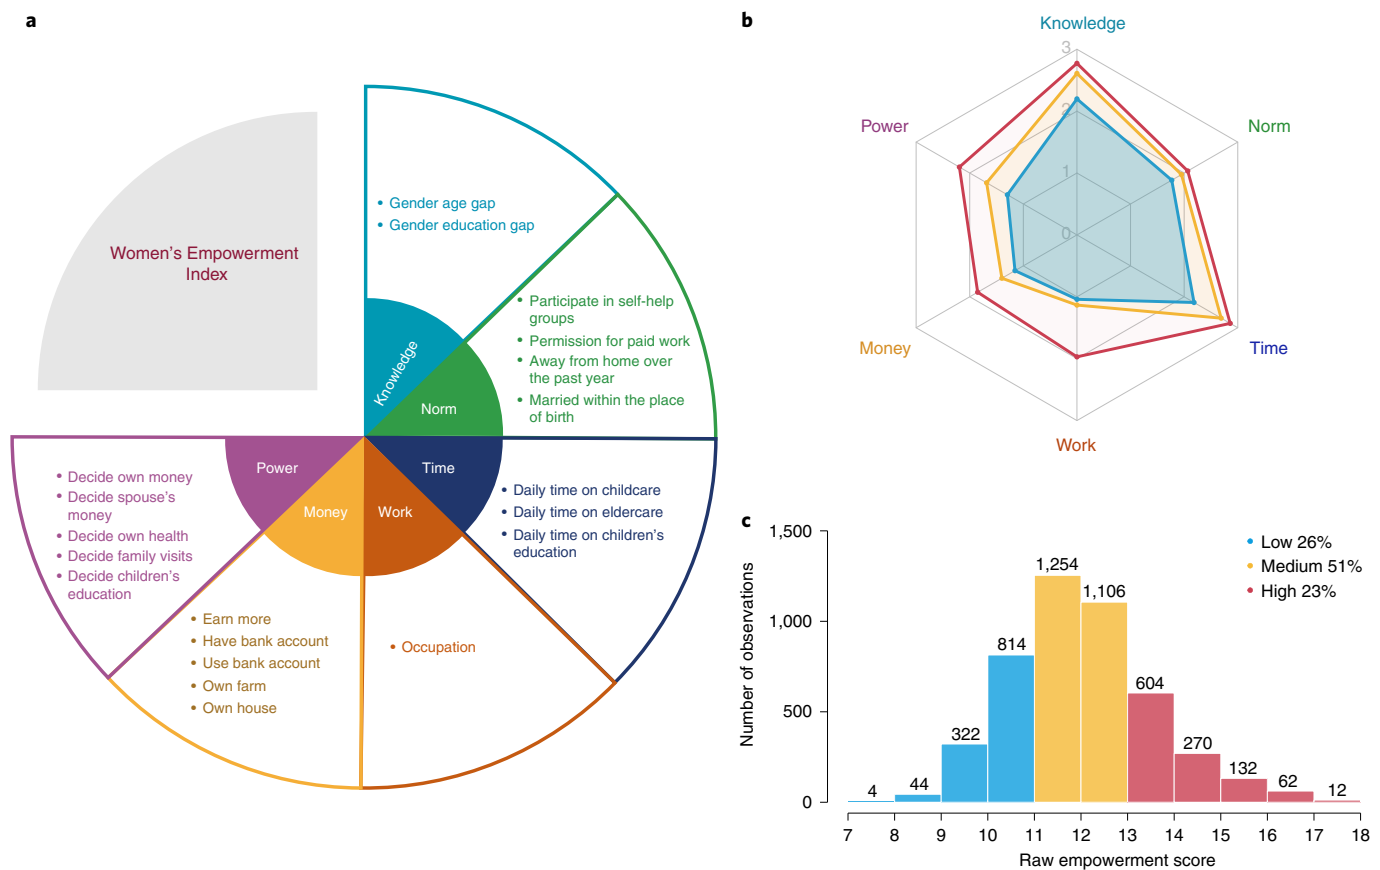 a
Women's Empowerment
Index
• Gender age gap
• Gender education gap
• Participate in self-help
groups
• Permission for paid work
• Away from home over
the past year
• Married within the place
of birth
Knowledge
Norm
Power
Time
Money
Work
• Decide own money
• Decide spouse's
money
• Decide own health
• Decide family visits
• Decide children's
education
• Daily time on childcare
• Daily time on eldercare
• Daily time on children's
education
• Earn more
• Have bank account
• Use bank account
• Own farm
• Own house
• Occupation
b
Knowledge
3
Power
Norm
2
1
0
Money
Time
Work
c
Number of observations
1,500
1,000
500
0
• Low 26%
• Medium 51%
• High 23%
4
44
322
814
1,254
1,106
604
270
132
62
12
7 8 9 10 11 12 13 14 15 16 17 18
Raw empowerment score